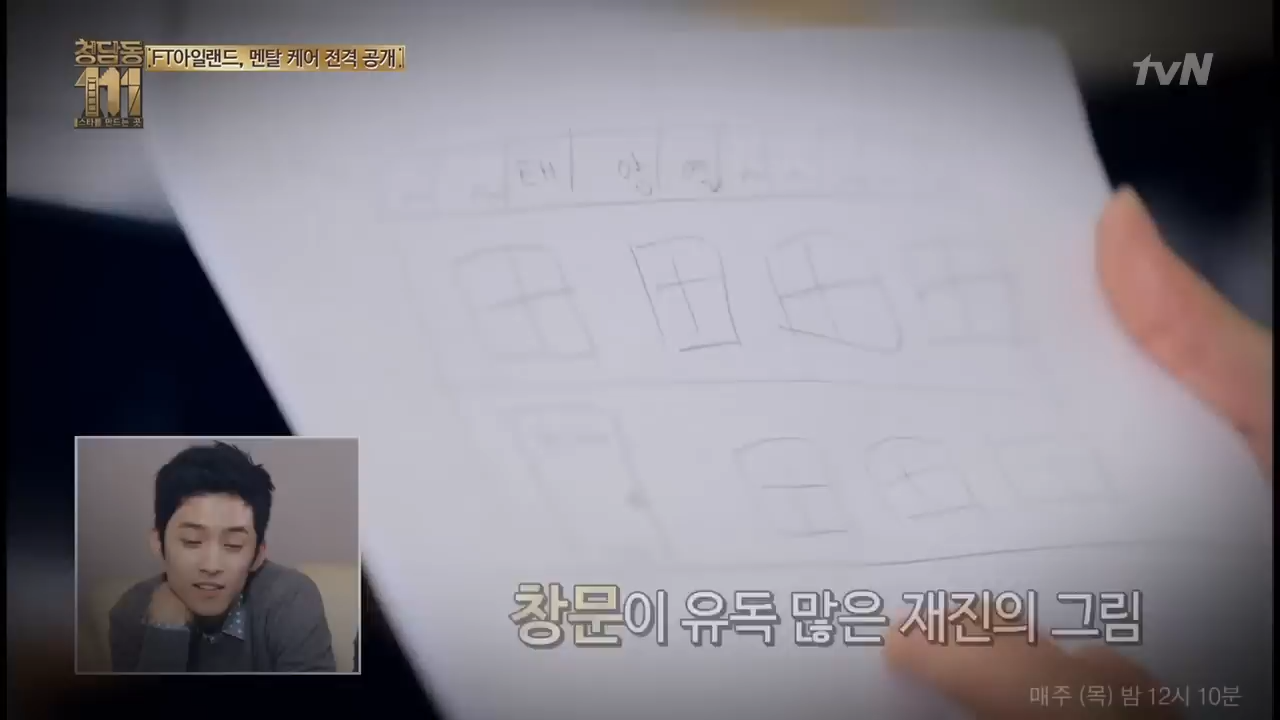 청담동
111
스타를 만드는 곳
FT아일랜드, 멘탈 케어 전격 공개
tvN
태 양
창문이 유독 많은 재진의 그림
매주 (목) 밤 12시 10분